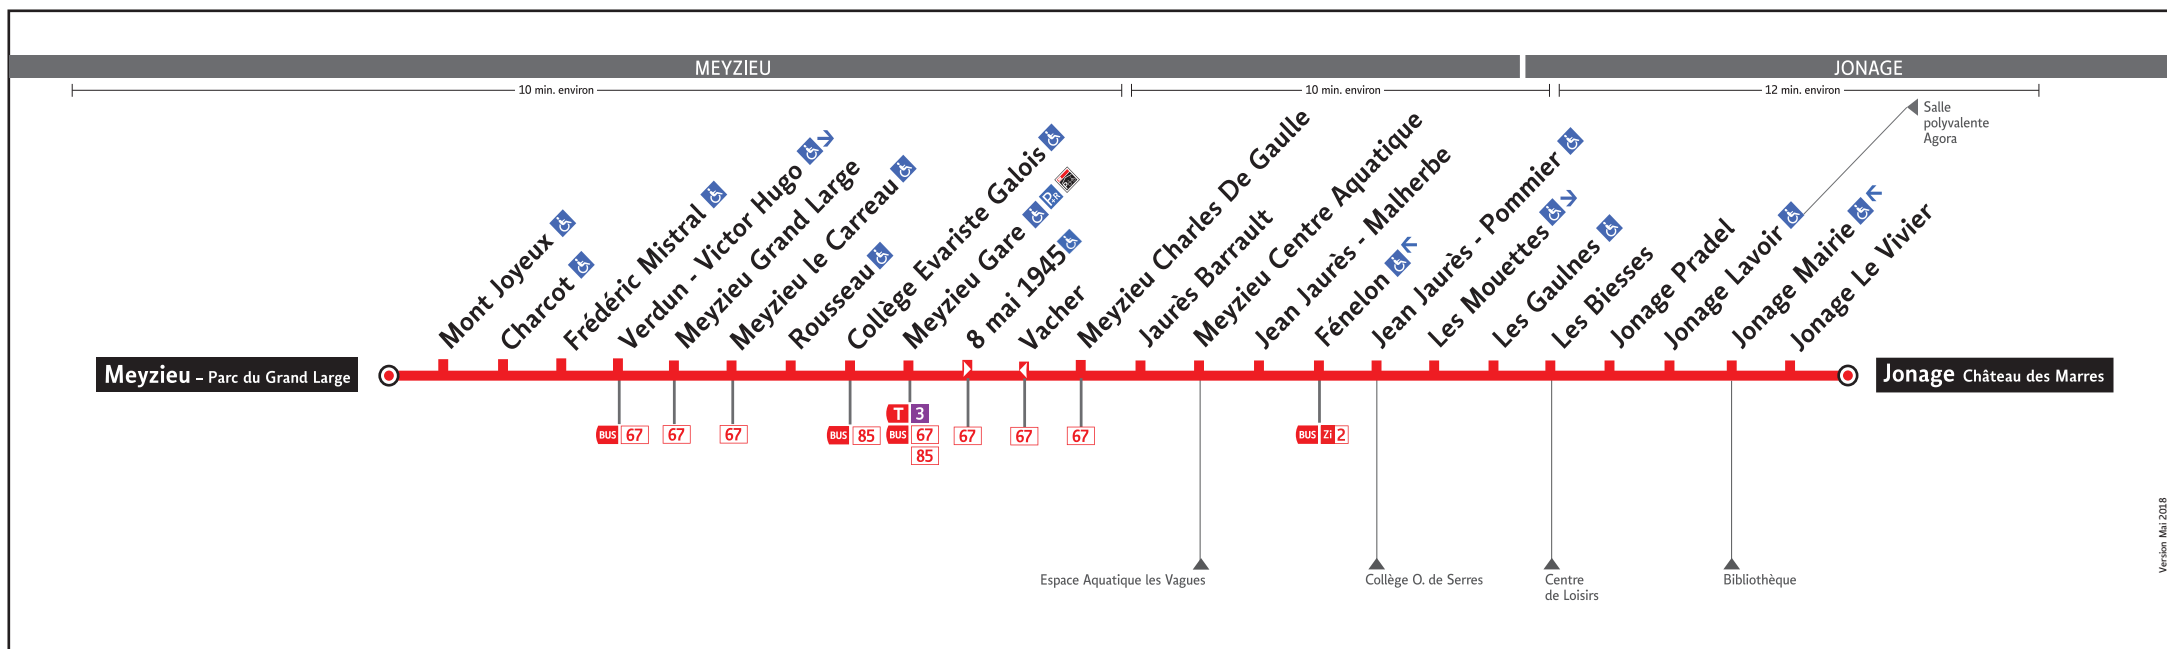 MEYZIEU
JONAGE
10 min. environ
10 min. environ
12 min. environ
Salle
polyvalente
Agora
Meyzieu – Parc du Grand Large
Mont Joyeux
Charcot
Frédéric Mistral
Verdun - Victor Hugo
Meyzieu Grand Large
Meyzieu le Carreau
Rousseau
Collège Evariste Galois
Meyzieu Gare P+R
8 mai 1945
Vacher
Meyzieu Charles De Gaulle
Jaurès Barrault
Meyzieu Centre Aquatique
Jean Jaurès - Malherbe
Fénelon
Jean Jaurès - Pommier
Les Mouettes
Les Gaulnes
Les Biesses
Jonage Pradel
Jonage Lavoir
Jonage Mairie
Jonage Le Vivier
Jonage Château des Marres
T 3
BUS 67
67
67
BUS 85
BUS 67
85
67
67
67
BUS Zi 2
Espace Aquatique les Vagues
Collège O. de Serres
Centre
de Loisirs
Bibliothèque
Version Mai 2018